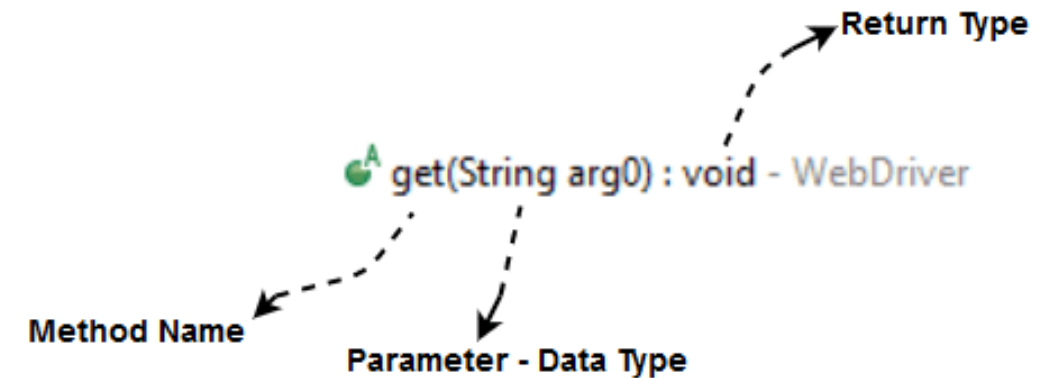 Return Type
A get(String arg0) : void - WebDriver
Method Name
Parameter - Data Type